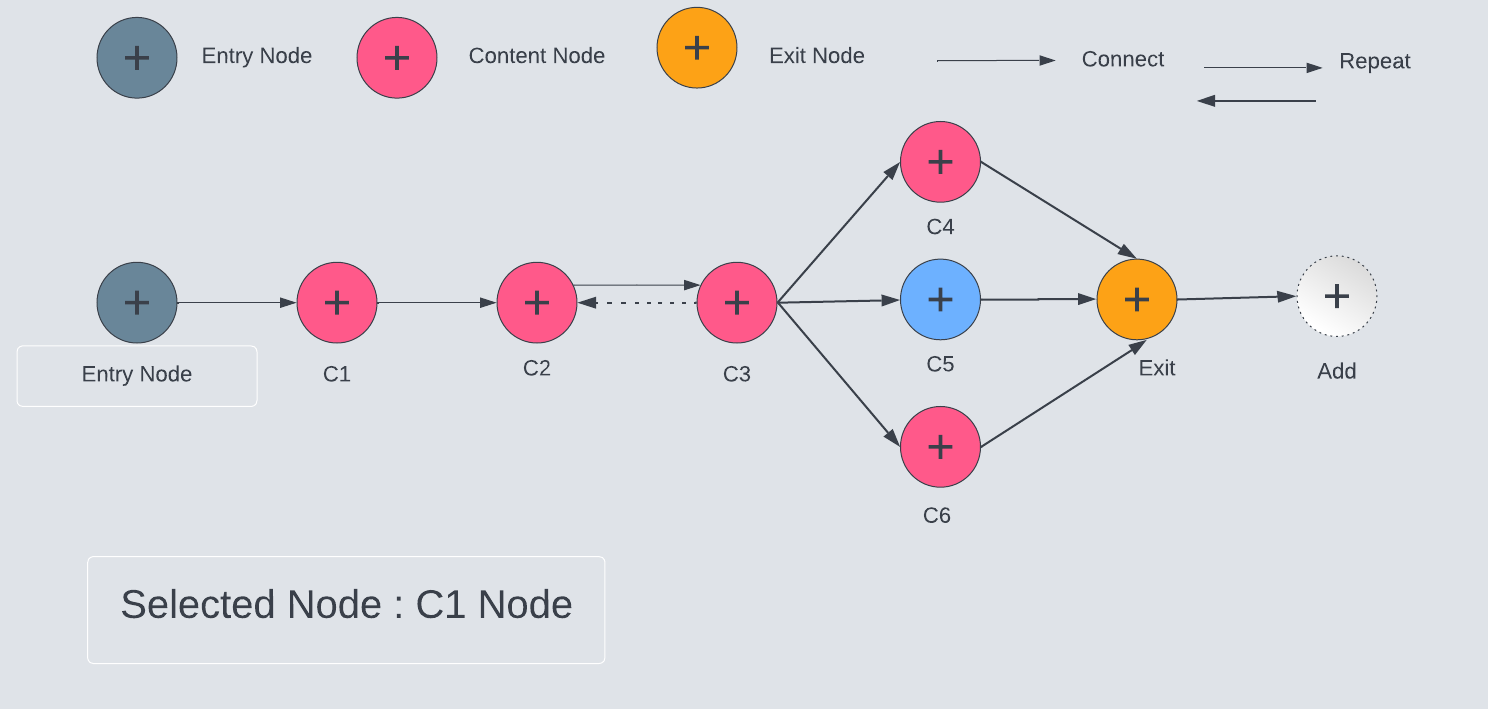 Entry Node
Content Node
Exit Node
Connect
Repeat
C4
Entry Node
C1
C2
C3
C5
Exit
Add
C6
Selected Node : C1 Node